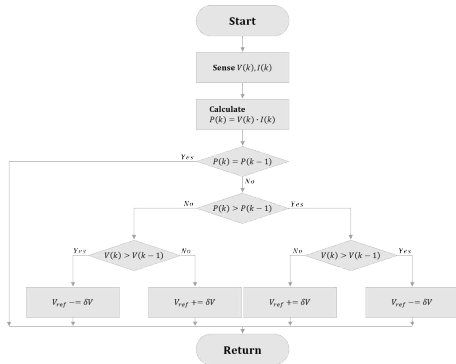 Start
Sense V(k), I(k)
Calculate
P(k) = V(k) · I(k)
Yes
P(k) = P(k − 1)
No
No
P(k) > P(k − 1)
Yes
Yes
V(k) > V(k − 1)
No
No
V(k) > V(k − 1)
Yes
V_ref −= δV
V_ref += δV
V_ref += δV
V_ref −= δV
Return